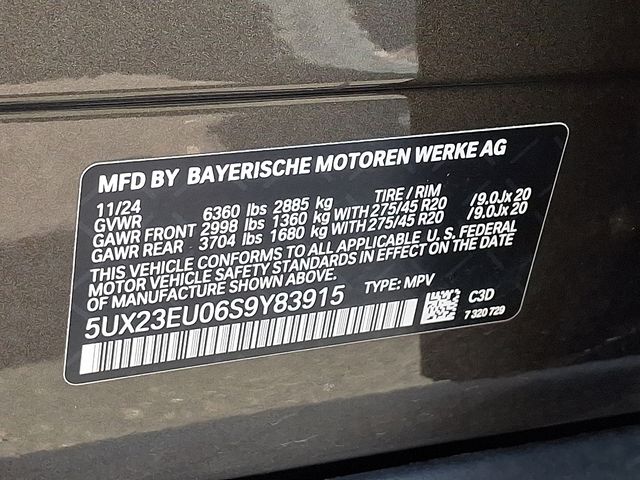 MFD BY BAYERISCHE MOTOREN WERKE AG
11/24 TIRE / RIM
GVWR 6360 lbs 2885 kg
GAWR FRONT 2998 lbs 1360 kg WITH 275/45 R20 /9.0Jx20
GAWR REAR 3704 lbs 1680 kg WITH 275/45 R20 /9.0Jx20
THIS VEHICLE CONFORMS TO ALL APPLICABLE U.S. FEDERAL
MOTOR VEHICLE SAFETY STANDARDS IN EFFECT ON THE DATE
OF MANUFACTURE SHOWN ABOVE.
5UX23EU06S9Y83915 TYPE: MPV
C3D
7 320 729